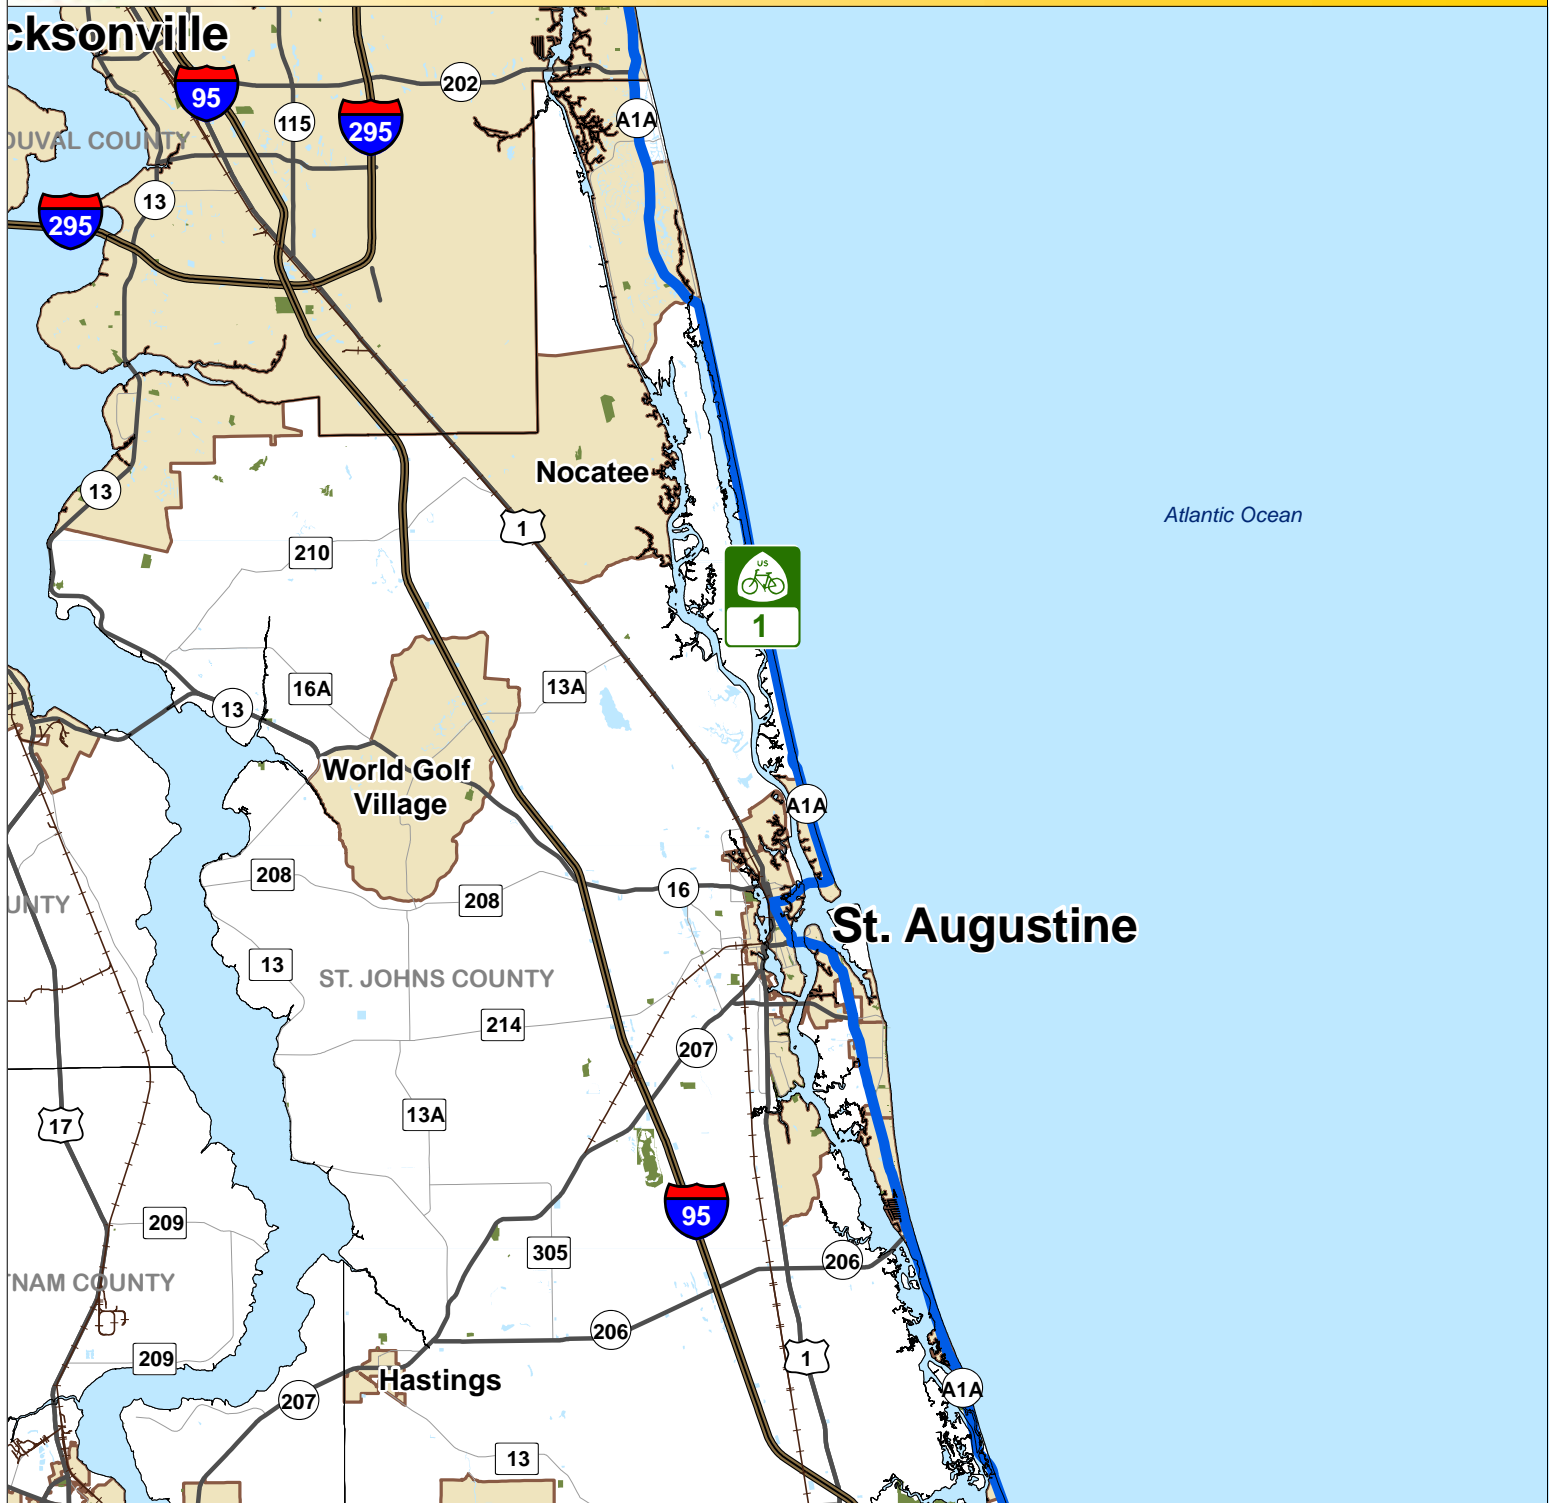 cksonville
95
202
115
295
A1A
DUVAL COUNTY
13
295
Nocatee
13
Atlantic Ocean
1
210
US
1
16A
13A
13
World Golf
Village
A1A
208
16
208
UNTY
St. Augustine
13
ST. JOHNS COUNTY
214
207
13A
17
95
209
305
206
TNAM COUNTY
206
209
1
Hastings
A1A
207
13